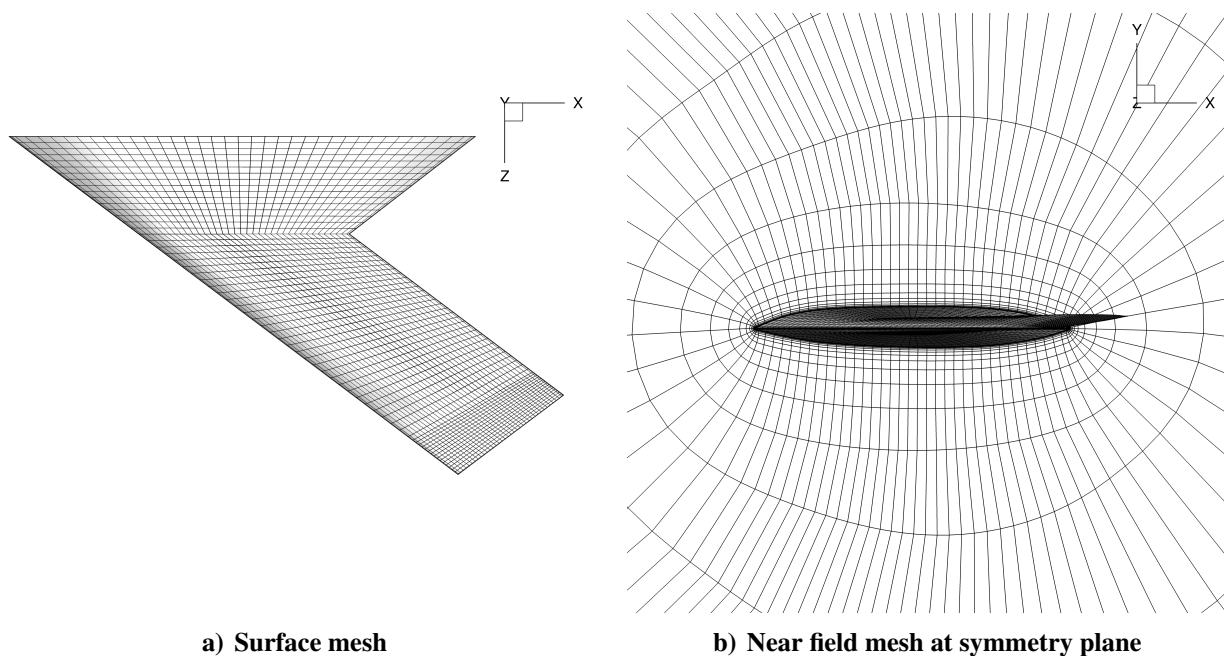 Y X
Z
Y
Z X
a) Surface mesh
b) Near field mesh at symmetry plane